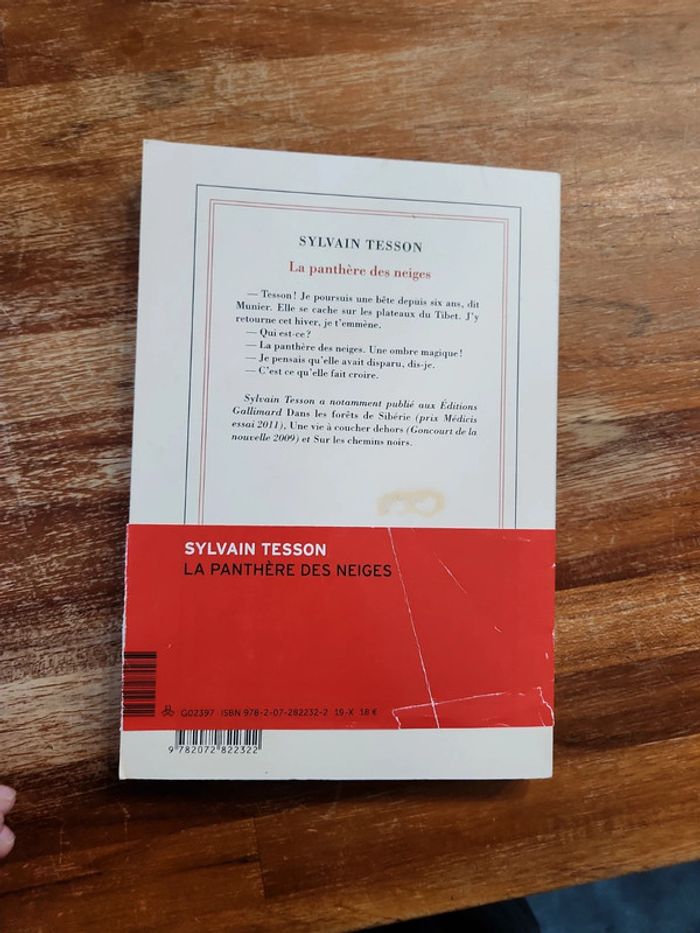 SYLVAIN TESSON
La panthère des neiges
— Tesson! Je poursuis une bête depuis six ans, dit
Munier. Elle se cache sur les plateaux du Tibet. J'y
retourne cet hiver, je t'emmène.
— Qui est-ce?
— La panthère des neiges. Une ombre magique!
— Je pensais qu'elle avait disparu, dis-je.
— C'est ce qu'elle fait croire.
Sylvain Tesson a notamment publié aux Éditions
Gallimard Dans les forêts de Sibérie (prix Médicis
essai 2011), Une vie à coucher dehors (Goncourt de la
nouvelle 2009) et Sur les chemins noirs.
SYLVAIN TESSON
LA PANTHÈRE DES NEIGES
G02397 · ISBN 978-2-07-282232-2 · 19-X · 18 €
9 782072 822322